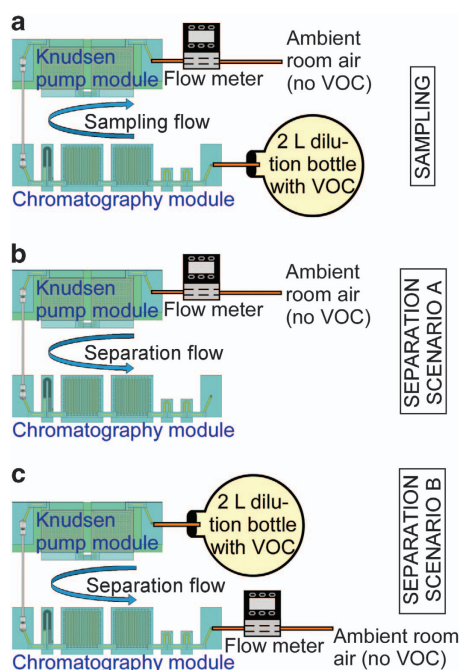 a
Knudsen
pump module
Flow meter
Ambient
room air
(no VOC)
Sampling flow
2 L dilu-
tion bottle
with VOC
Chromatography module
SAMPLING
b
Knudsen
pump module
Flow meter
Ambient
room air
(no VOC)
Separation flow
Chromatography module
SEPARATION
SCENARIO A
c
Knudsen
pump module
2 L dilu-
tion bottle
with VOC
Separation flow
Flow meter
Ambient room
air (no VOC)
Chromatography module
SEPARATION
SCENARIO B